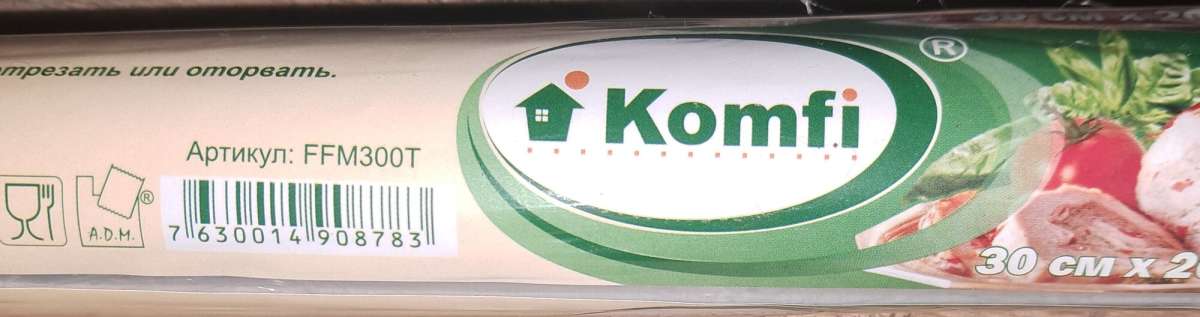 отрезать или оторвать.
Артикул: FFM300T
®
A.D.M.
7 630014 908783
Komfi
®
30 см х